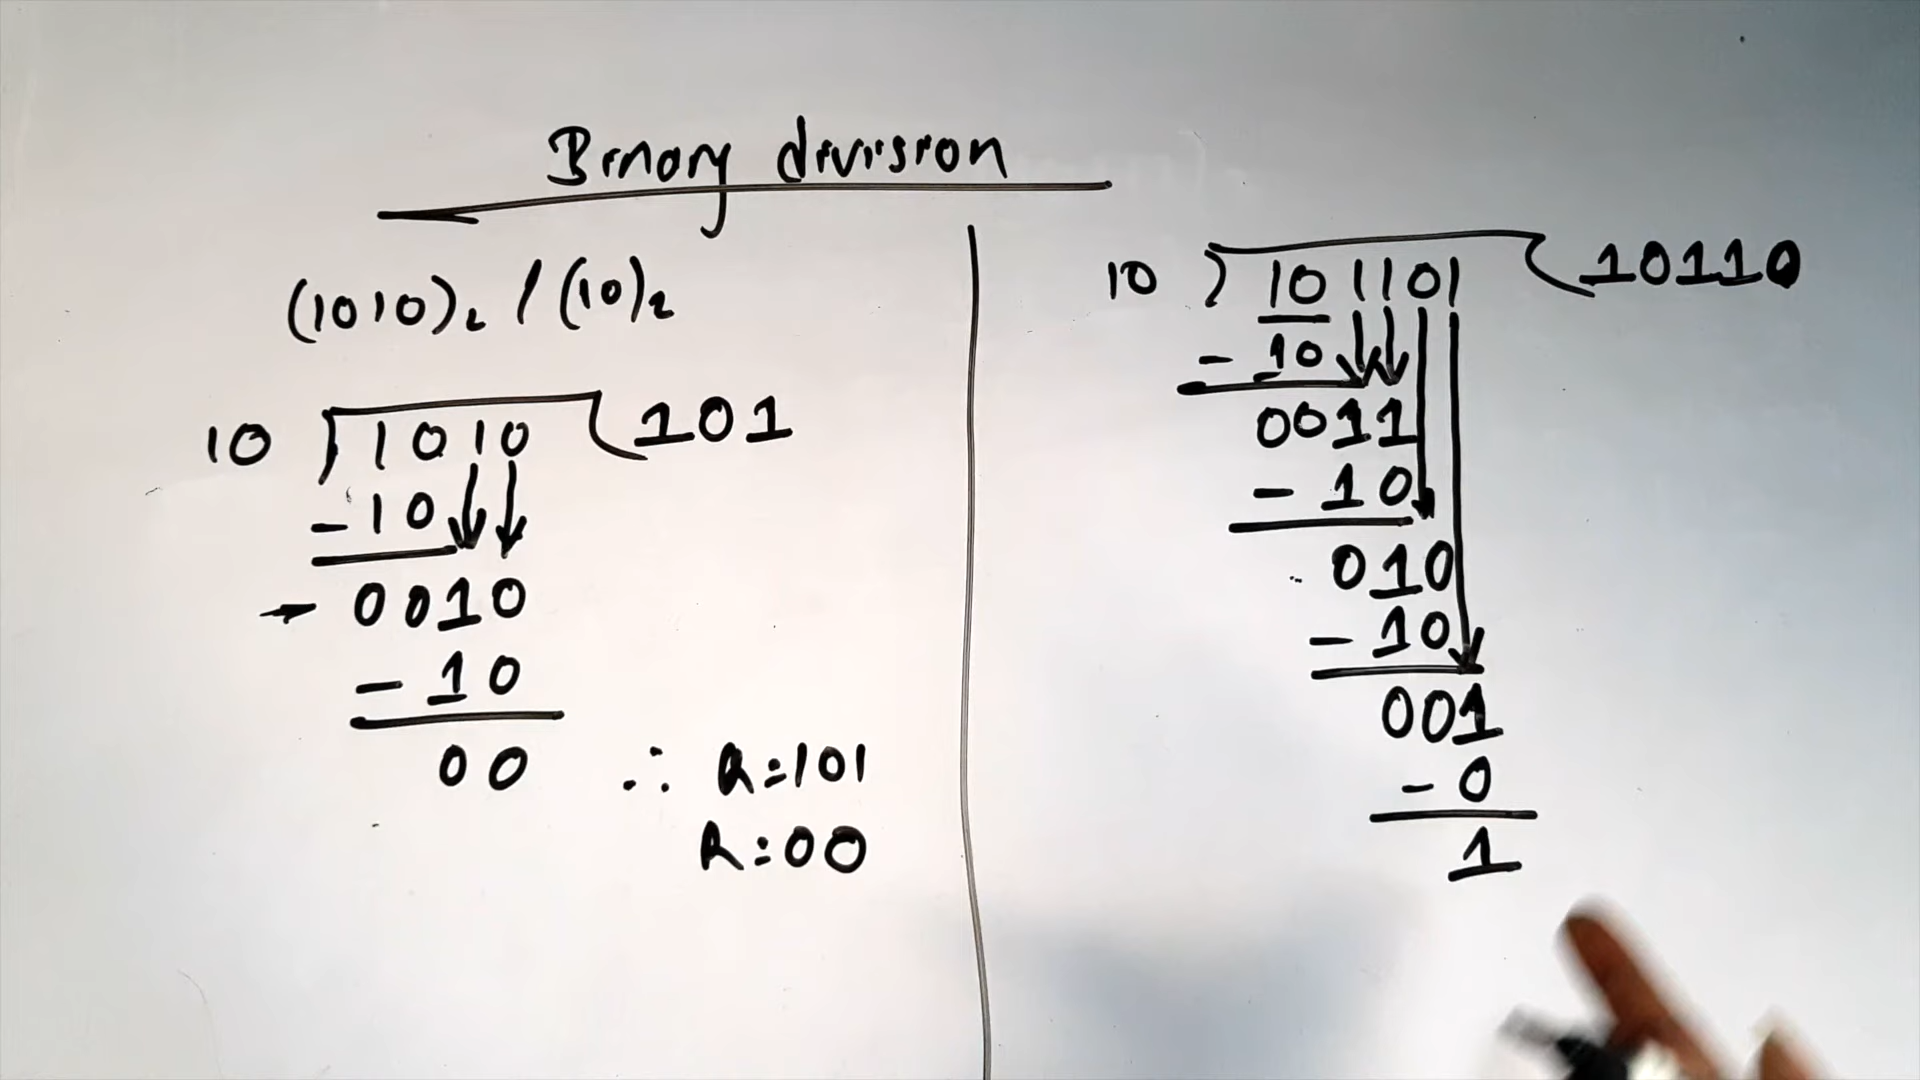 Binary division
(1010)₂ / (10)₂
10 ) 1010 ( 101
- 10
0010
- 10
00
∴ Q=101
R=00
10 ) 101101 ( 10110
- 10
0011
- 10
010
- 10
001
- 0
1